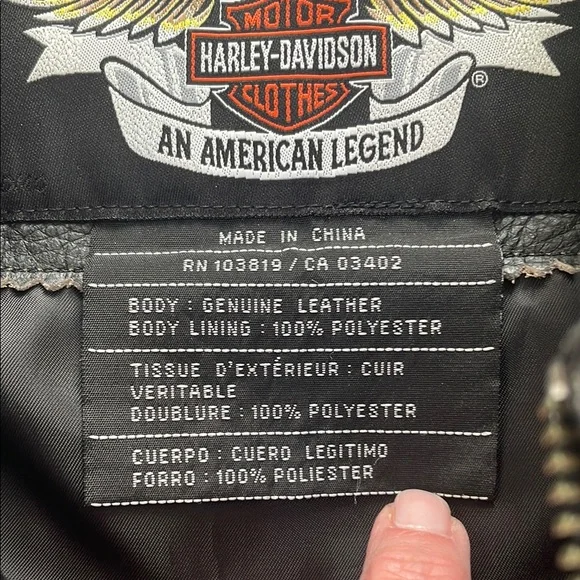 MOTOR
HARLEY-DAVIDSON
CLOTHES
®
AN AMERICAN LEGEND
MADE IN CHINA
RN 103819 / CA 03402
BODY : GENUINE LEATHER
BODY LINING : 100% POLYESTER
TISSUE D'EXTÉRIEUR : CUIR
VERITABLE
DOUBLURE : 100% POLYESTER
CUERPO : CUERO LEGITIMO
FORRO : 100% POLIESTER